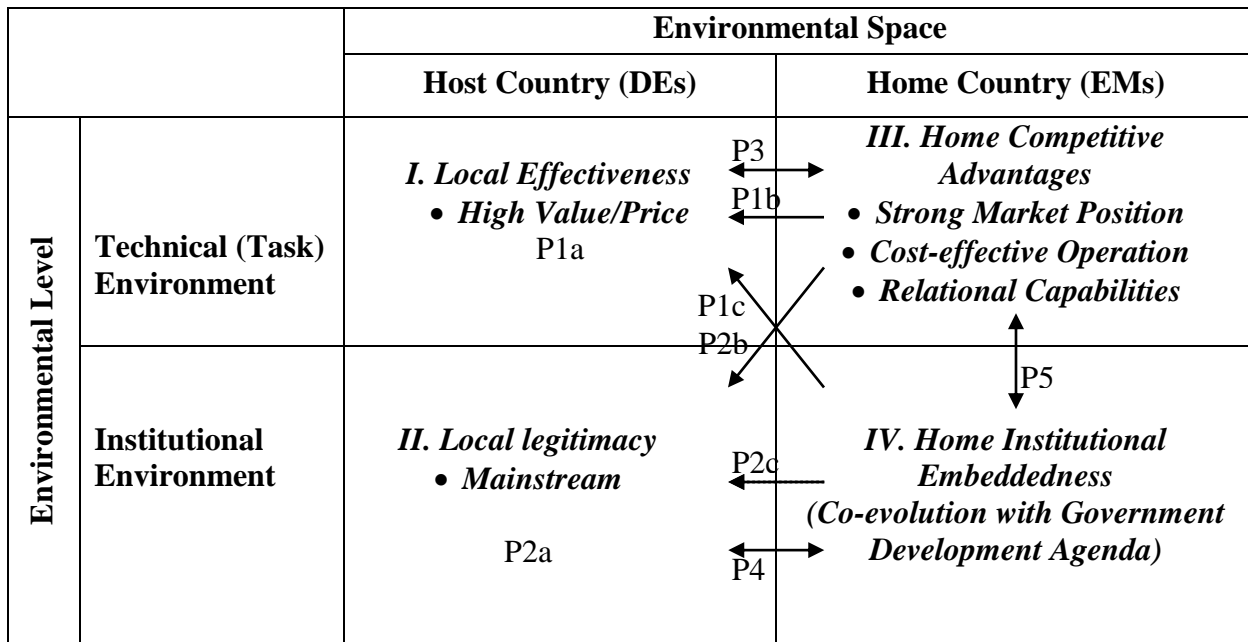 Environmental Space
Host Country (DEs)
Home Country (EMs)
Environmental Level
Technical (Task)
Environment
I. Local Effectiveness
• High Value/Price
P1a
P3
P1b
P1c
P2b
III. Home Competitive
Advantages
• Strong Market Position
• Cost-effective Operation
• Relational Capabilities
P5
Institutional
Environment
II. Local legitimacy
• Mainstream
P2a
P2c
P4
IV. Home Institutional
Embeddedness
(Co-evolution with Government
Development Agenda)